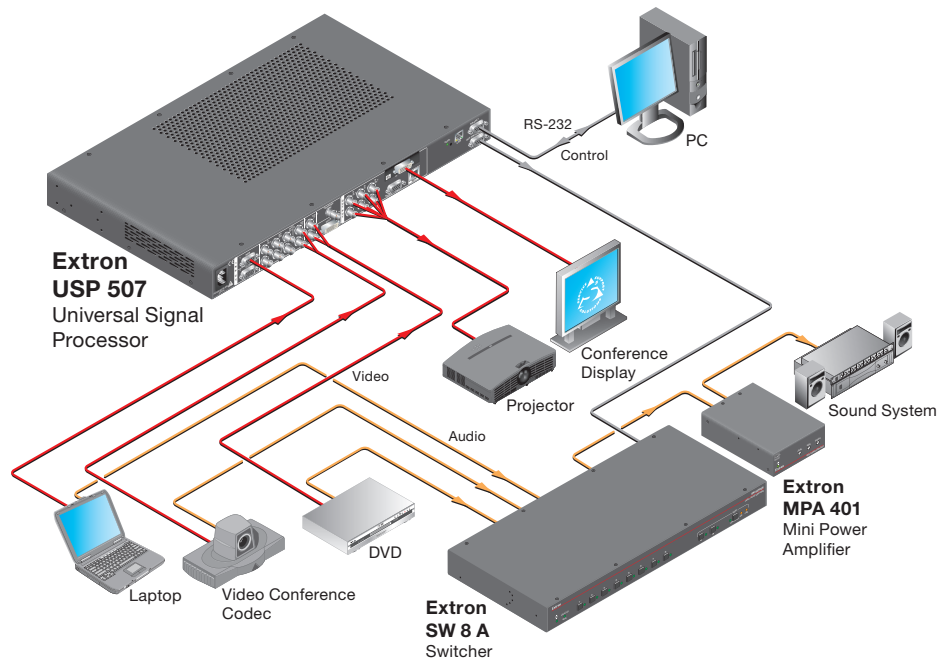 RS-232
Control
PC
Extron
USP 507
Universal Signal
Processor
Conference
Display
Projector
Video
Audio
Sound System
Extron
MPA 401
Mini Power
Amplifier
Laptop
Video Conference
Codec
DVD
Extron
SW 8 A
Switcher